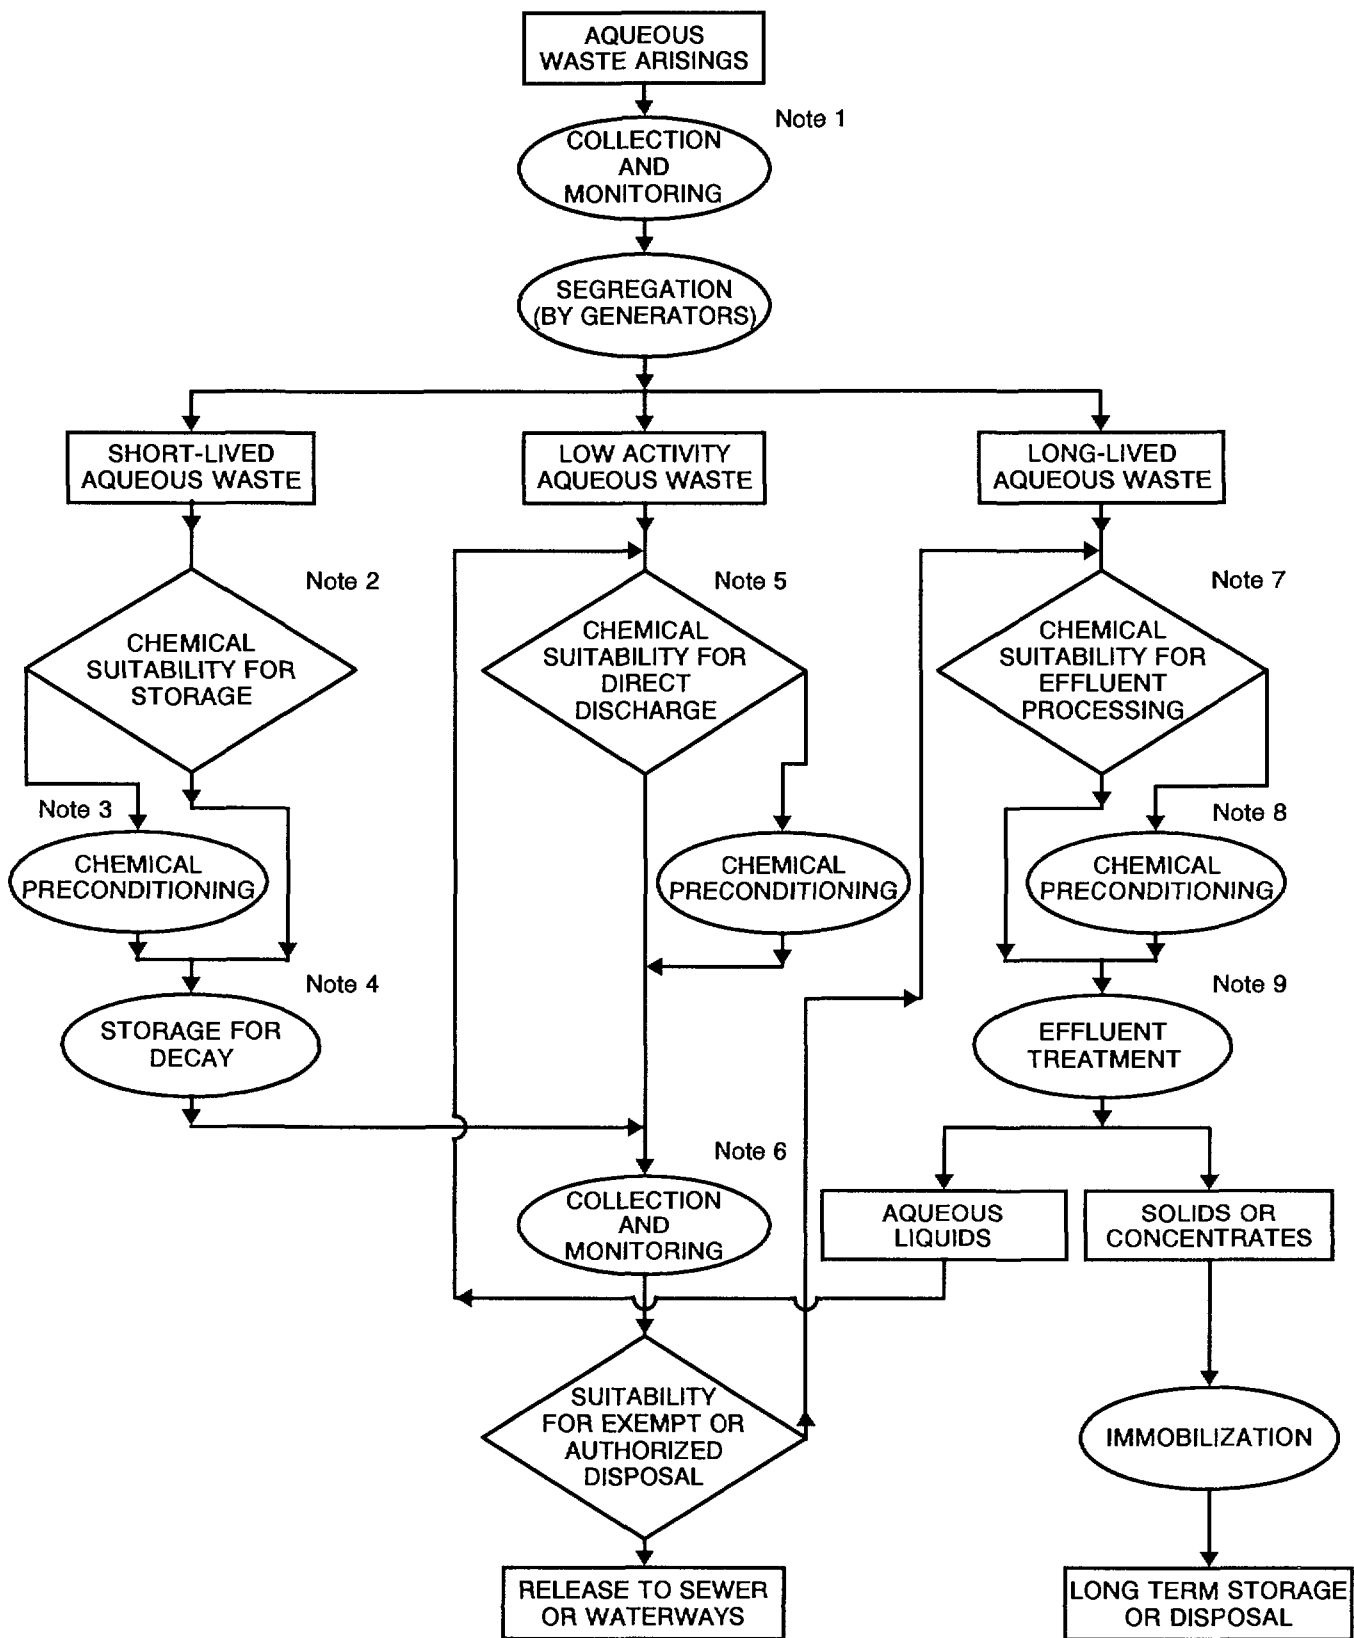 AQUEOUS
WASTE ARISINGS
Note 1
COLLECTION
AND
MONITORING
SEGREGATION
(BY GENERATORS)
SHORT-LIVED
AQUEOUS WASTE
LOW ACTIVITY
AQUEOUS WASTE
LONG-LIVED
AQUEOUS WASTE
Note 2
CHEMICAL
SUITABILITY FOR
STORAGE
Note 5
CHEMICAL
SUITABILITY FOR
DIRECT
DISCHARGE
Note 7
CHEMICAL
SUITABILITY FOR
EFFLUENT
PROCESSING
Note 3
CHEMICAL
PRECONDITIONING
CHEMICAL
PRECONDITIONING
Note 8
CHEMICAL
PRECONDITIONING
Note 4
STORAGE FOR
DECAY
Note 9
EFFLUENT
TREATMENT
Note 6
COLLECTION
AND
MONITORING
AQUEOUS
LIQUIDS
SOLIDS OR
CONCENTRATES
SUITABILITY
FOR EXEMPT OR
AUTHORIZED
DISPOSAL
IMMOBILIZATION
RELEASE TO SEWER
OR WATERWAYS
LONG TERM STORAGE
OR DISPOSAL